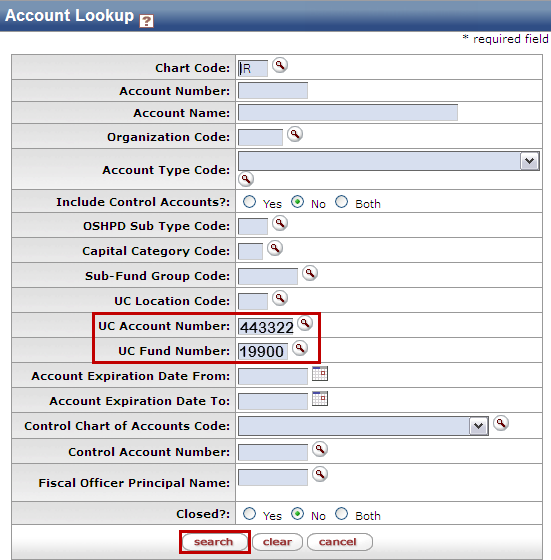 Account Lookup ?
* required field
Chart Code: IR
Account Number:
Account Name:
Organization Code:
Account Type Code:
Include Control Accounts?: Yes No Both
OSHPD Sub Type Code:
Capital Category Code:
Sub-Fund Group Code:
UC Location Code:
UC Account Number: 443322
UC Fund Number: 19900
Account Expiration Date From:
Account Expiration Date To:
Control Chart of Accounts Code:
Control Account Number:
Fiscal Officer Principal Name:
Closed?: Yes No Both
search clear cancel